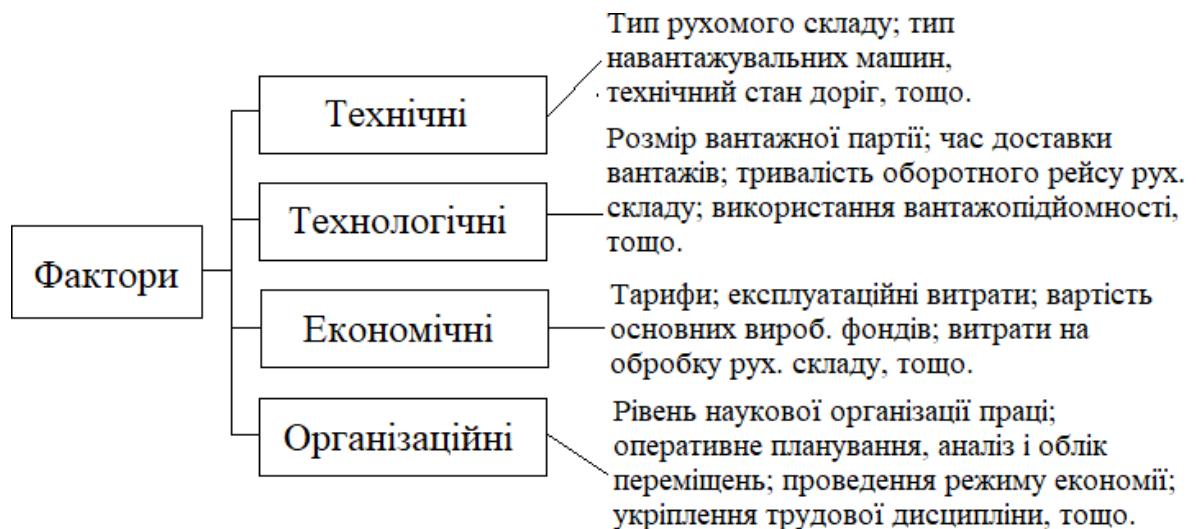 Фактори
Технічні
Тип рухомого складу; тип
навантажувальних машин,
технічний стан доріг, тощо.
Технологічні
Розмір вантажної партії; час доставки
вантажів; тривалість оборотного рейсу рух.
складу; використання вантажопідйомності,
тощо.
Економічні
Тарифи; експлуатаційні витрати; вартість
основних вироб. фондів; витрати на
обробку рух. складу, тощо.
Організаційні
Рівень наукової організації праці;
оперативне планування, аналіз і облік
переміщень; проведення режиму економії;
укріплення трудової дисципліни, тощо.